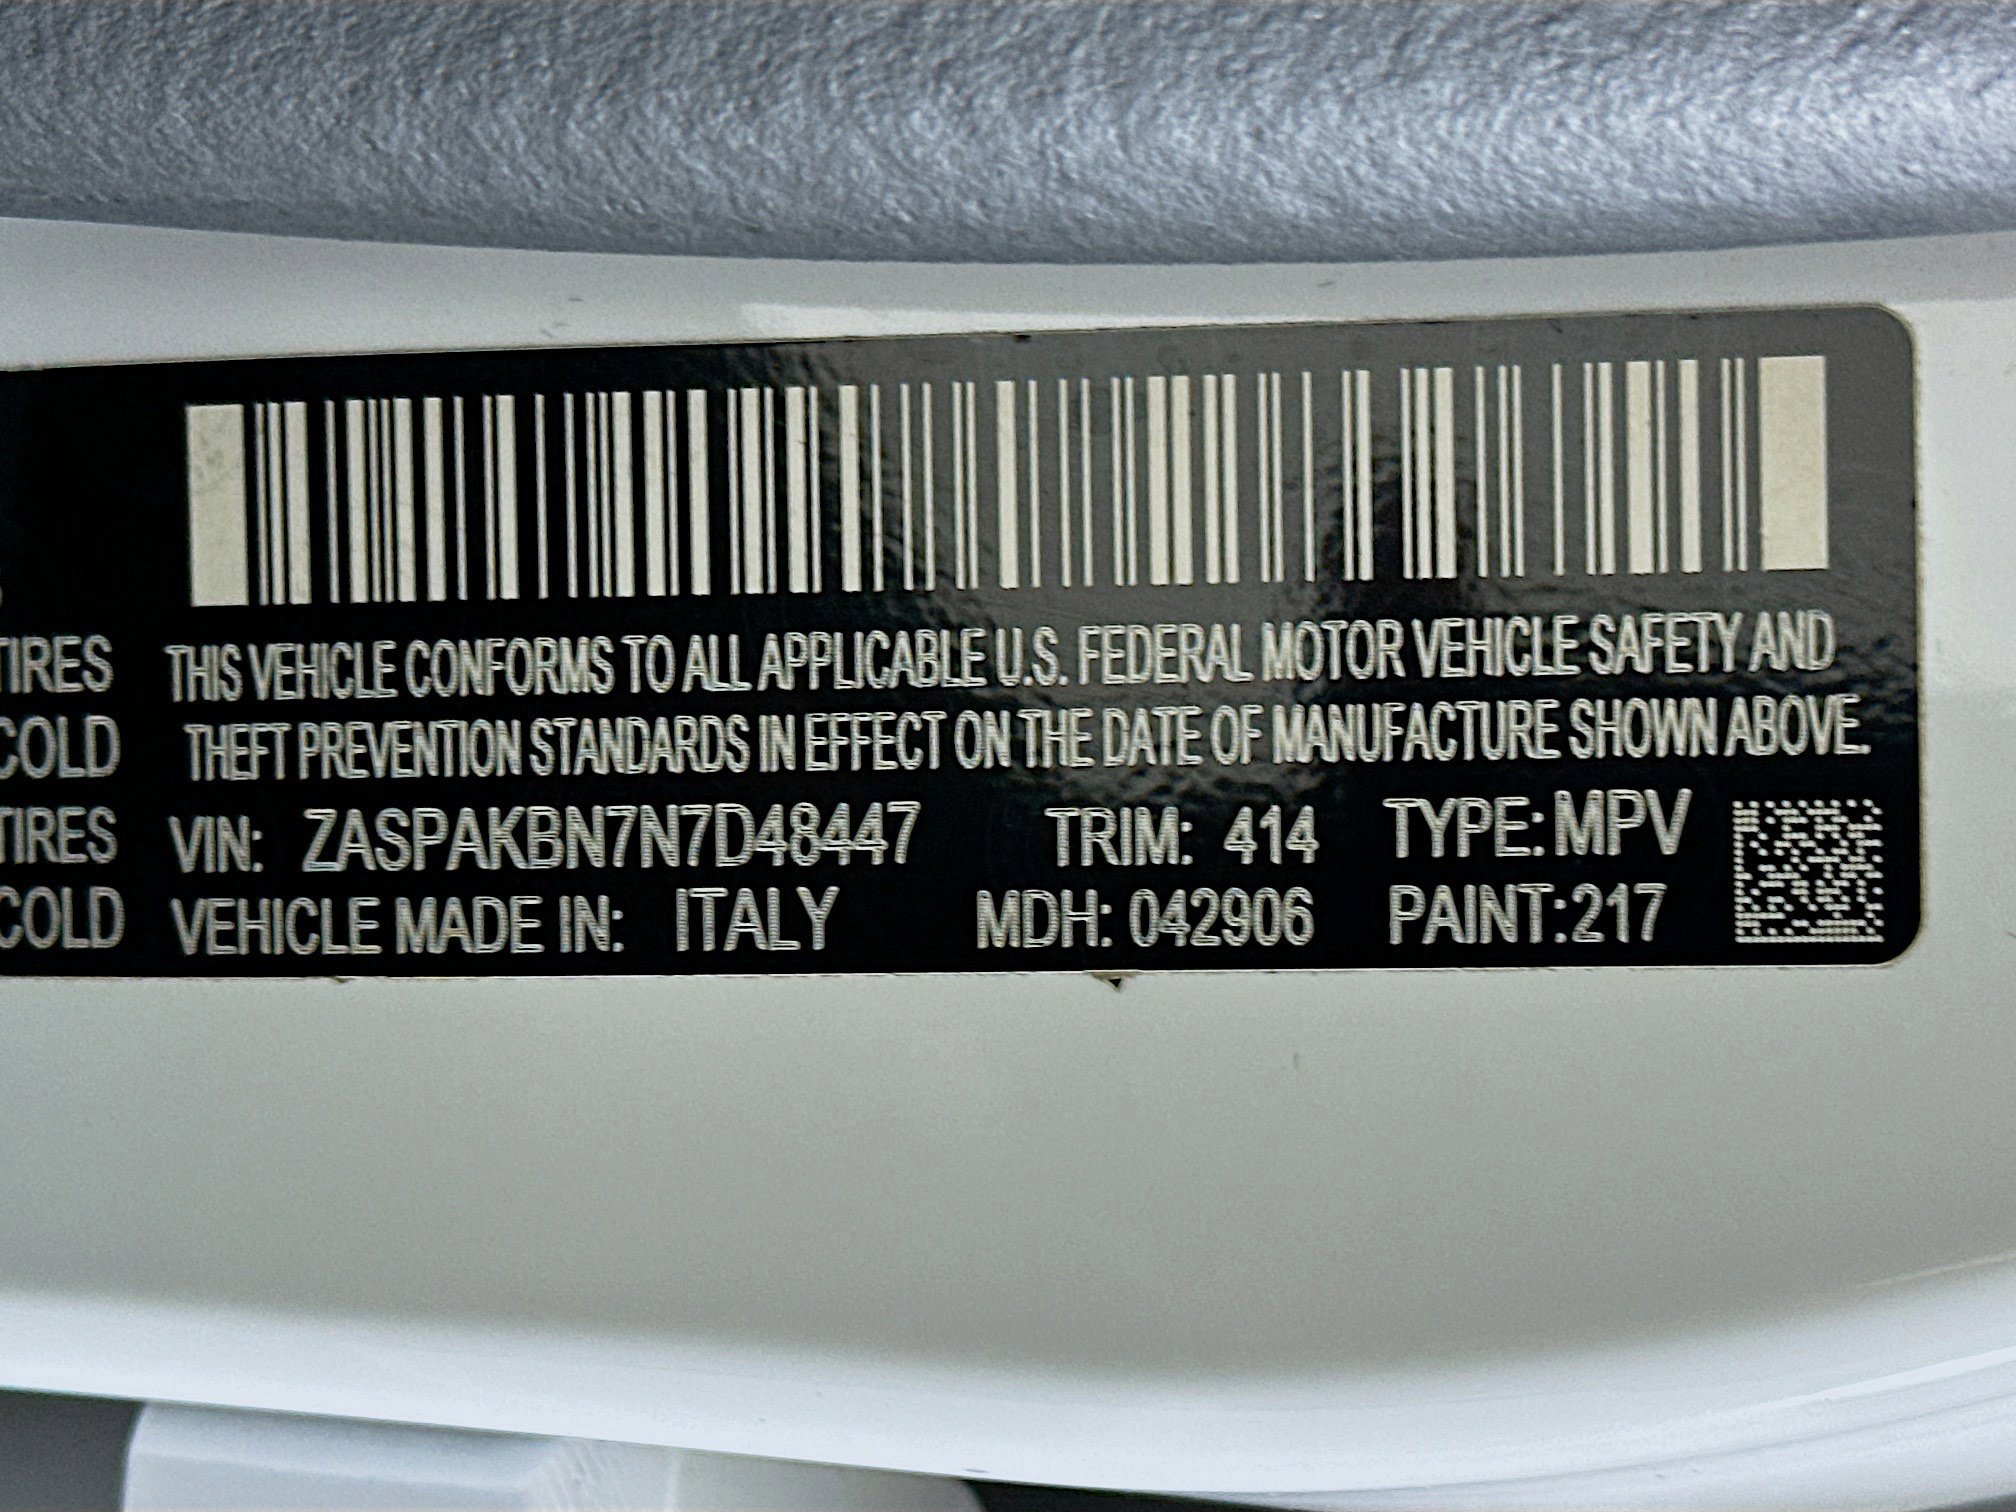 THIS VEHICLE CONFORMS TO ALL APPLICABLE U.S. FEDERAL MOTOR VEHICLE SAFETY AND
THEFT PREVENTION STANDARDS IN EFFECT ON THE DATE OF MANUFACTURE SHOWN ABOVE.
VIN: ZASPAKBN7N7D48447 TRIM: 414 TYPE: MPV
VEHICLE MADE IN: ITALY MDH: 042906 PAINT: 217
TIRES
COLD
TIRES
COLD